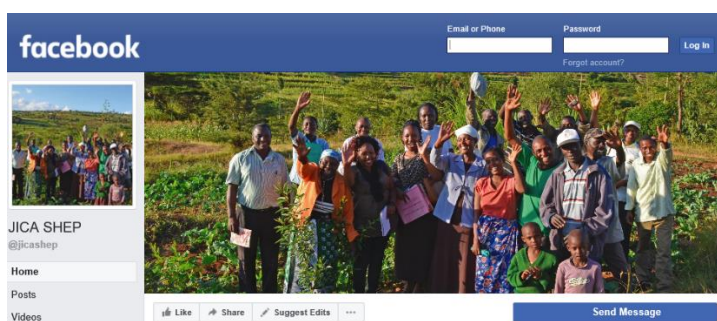 facebook
Email or Phone
Password
Log In
Forgot account?
JICA SHEP
@jicashep
Home
Posts
Videos
Like
Share
Suggest Edits
Send Message